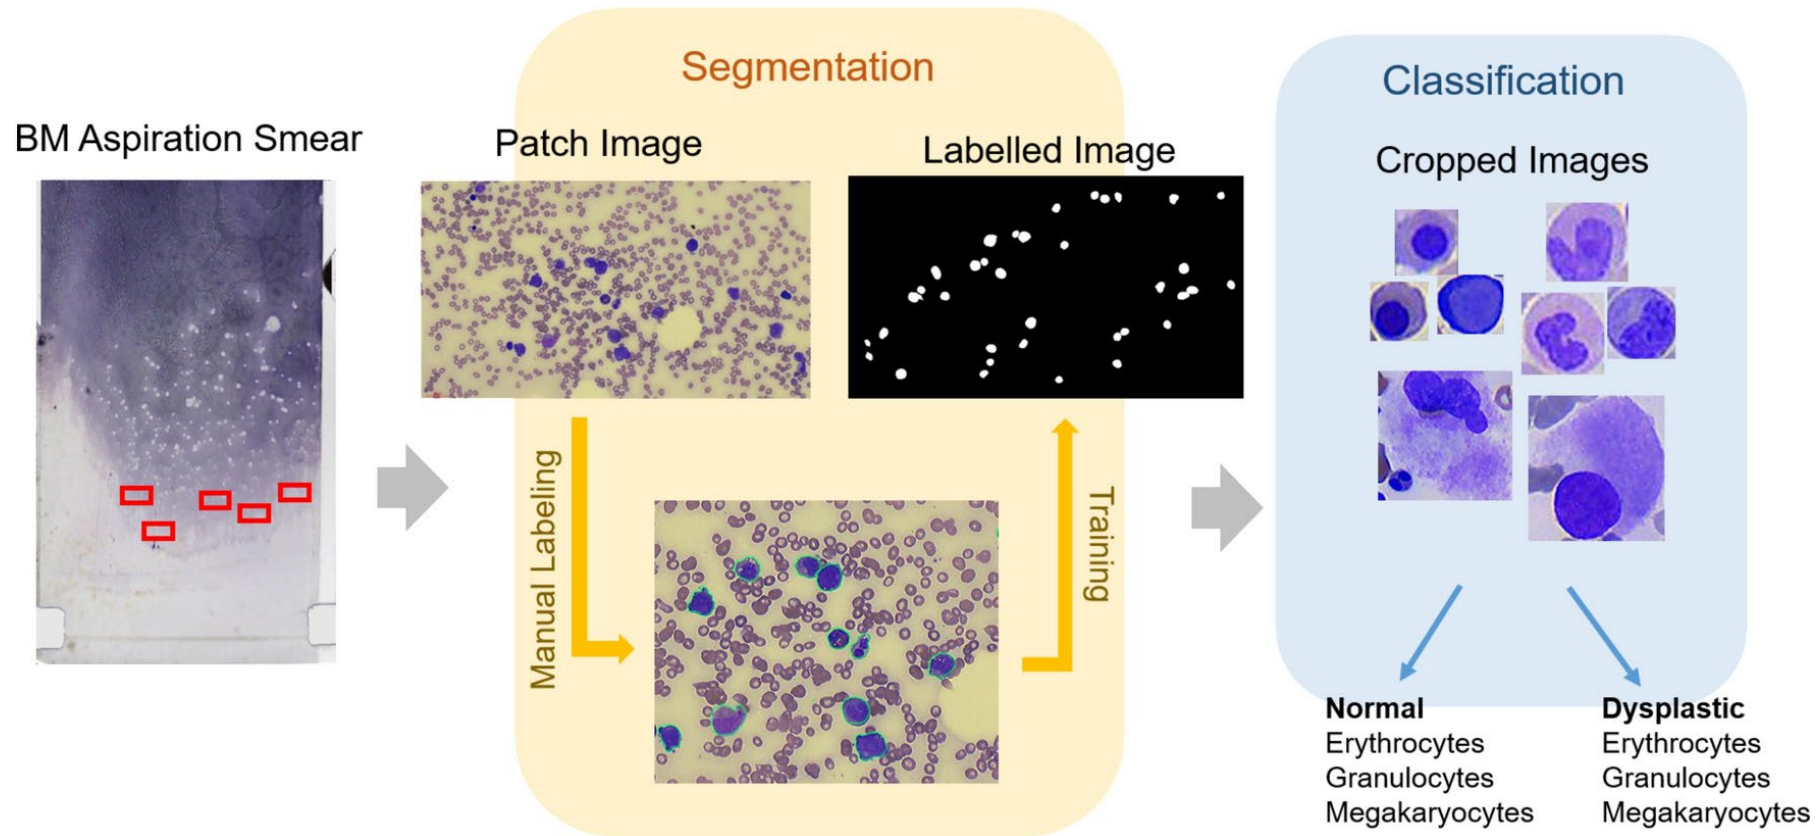 BM Aspiration Smear
Segmentation
Patch Image
Labelled Image
Manual Labeling
Training
Classification
Cropped Images
Normal
Erythrocytes
Granulocytes
Megakaryocytes
Dysplastic
Erythrocytes
Granulocytes
Megakaryocytes